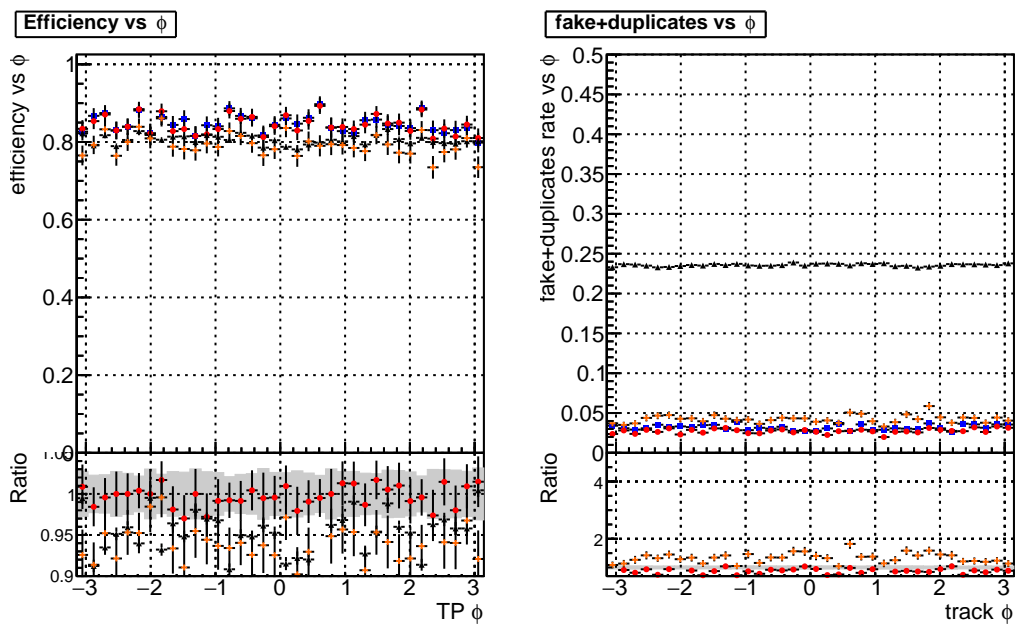 Efficiency vs ϕ
efficiency vs ϕ
1
0.8
0.6
0.4
0.2
Ratio
1
0.95
0.9
−3 −2 −1 0 1 2 3
TP ϕ
fake+duplicates vs ϕ
fake+duplicates rate vs ϕ
0.5
0.45
0.4
0.35
0.3
0.25
0.2
0.15
0.1
0.05
0
Ratio
4
2
−3 −2 −1 0 1 2 3
track ϕ